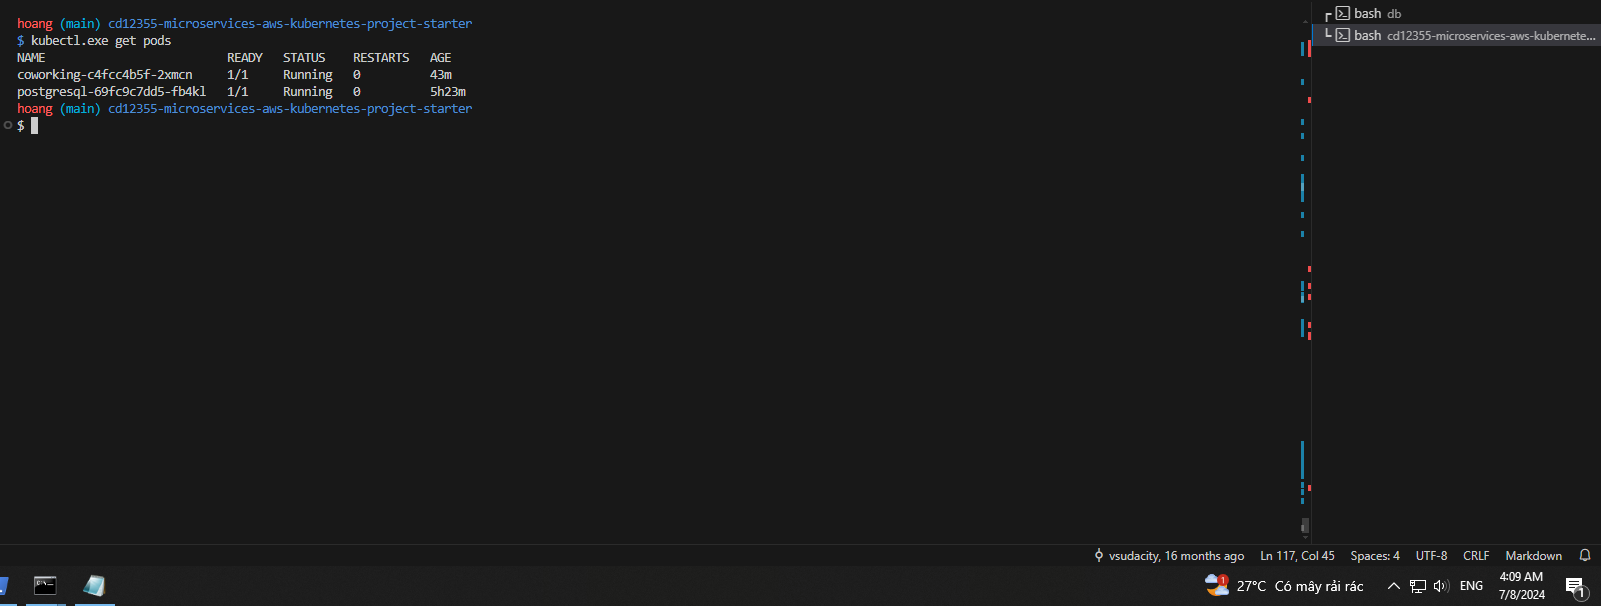 hoang (main) cd12355-microservices-aws-kubernetes-project-starter
$ kubectl.exe get pods
NAME READY STATUS RESTARTS AGE
coworking-c4fcc4b5f-2xmcn 1/1 Running 0 43m
postgresql-69fc9c7dd5-fb4kl 1/1 Running 0 5h23m
hoang (main) cd12355-microservices-aws-kubernetes-project-starter
$
bash db
bash cd12355-microservices-aws-kubernete...
vsudacity, 16 months ago Ln 117, Col 45 Spaces: 4 UTF-8 CRLF Markdown
1 27°C Có mây rải rác ENG 4:09 AM
7/8/2024 1